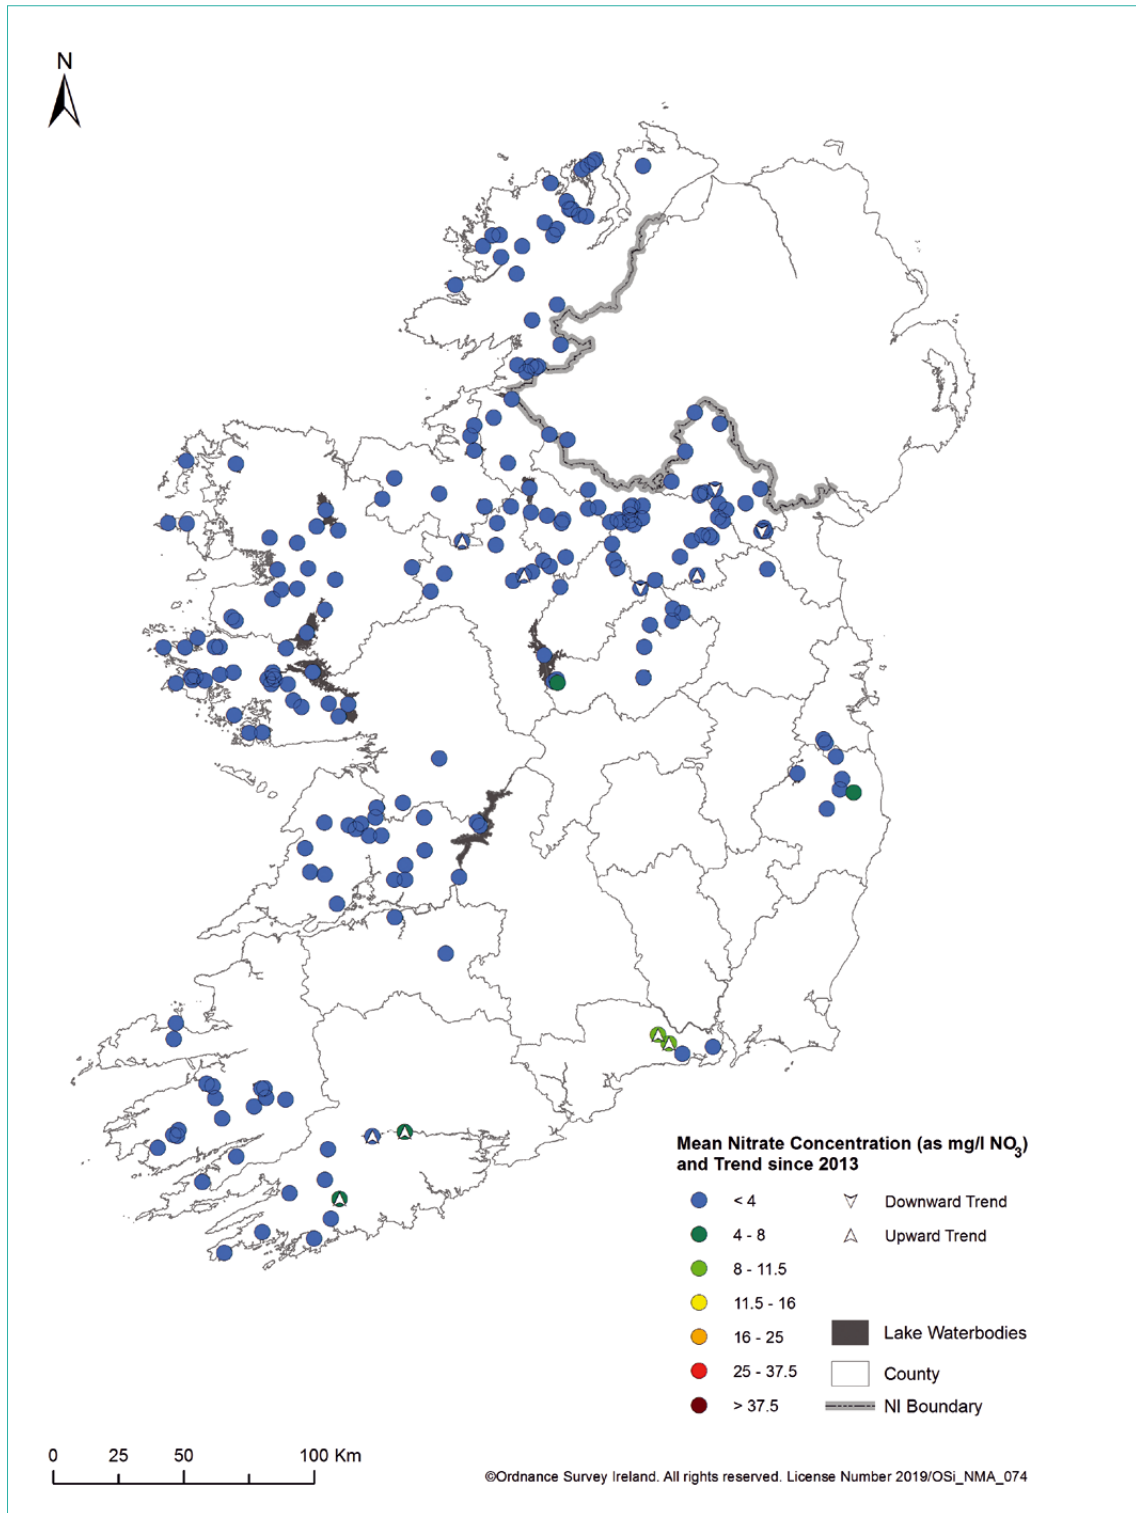 N
Mean Nitrate Concentration (as mg/l NO3)
and Trend since 2013
< 4
Downward Trend
4 - 8
Upward Trend
8 - 11.5
11.5 - 16
16 - 25
Lake Waterbodies
25 - 37.5
County
> 37.5
NI Boundary
0 25 50 100 Km
©Ordnance Survey Ireland. All rights reserved. License Number 2019/OSi_NMA_074